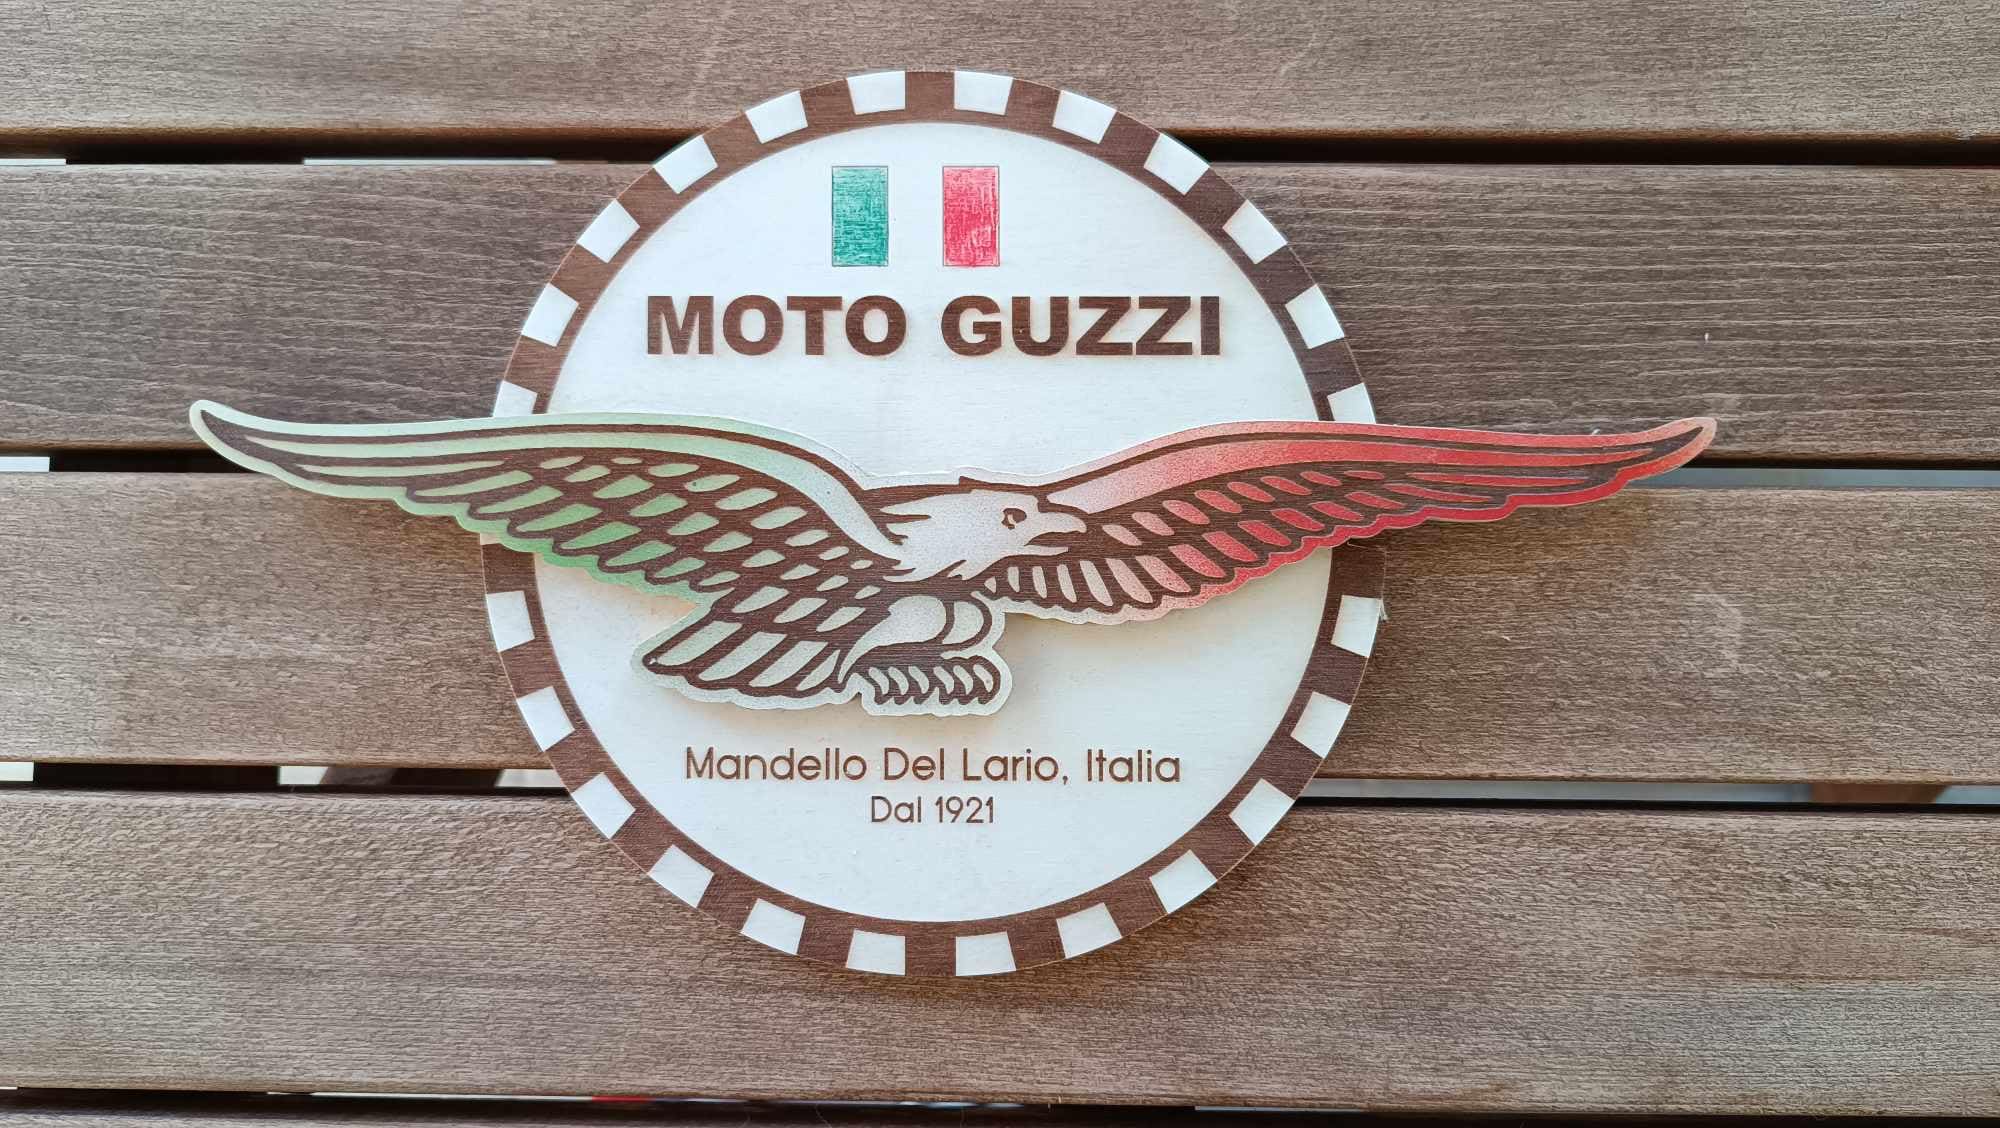 MOTO GUZZI
Mandello Del Lario, Italia
Dal 1921